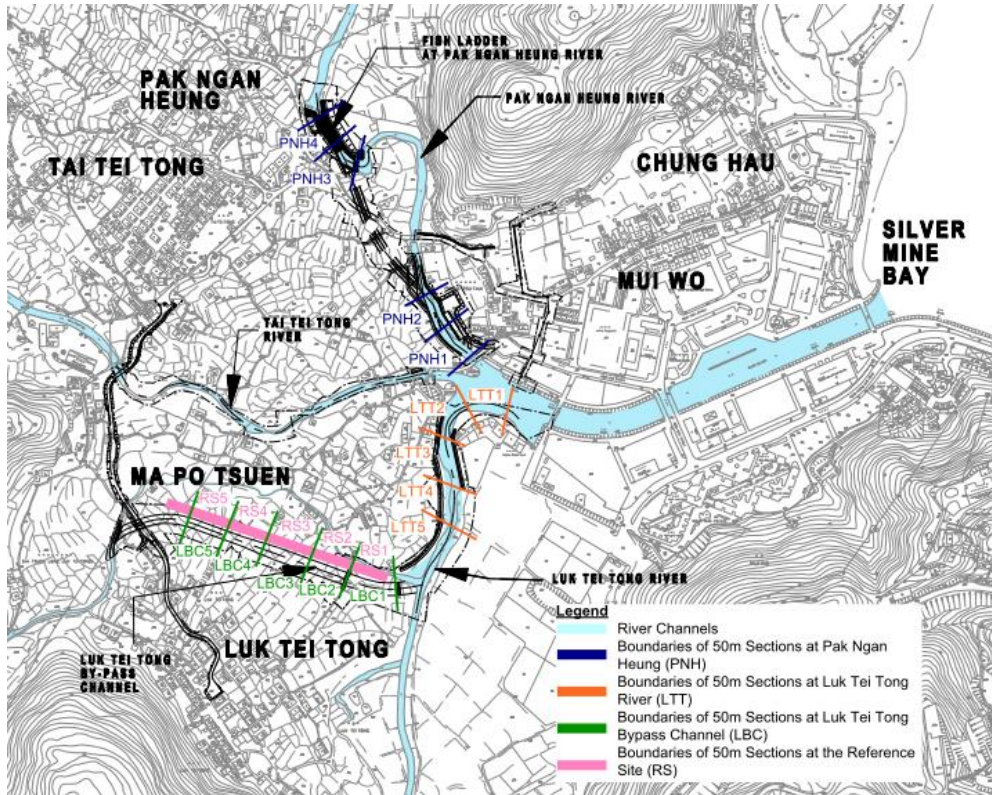 FISH LADDER
AT PAK NGAN HEUNG RIVER
PAK NGAN
HEUNG
PAK NGAN HEUNG RIVER
PNH4
TAI TEI TONG
CHUNG HAU
PNH3
SILVER
MINE
BAY
MUI WO
PNH2
TAI TEI TONG
RIVER
PNH1
LTT1
LTT2
LTT3
MA PO TSUEN
LTT4
RS5
RS4
LTT5
RS3
RS2
RS1
LBC5
LBC4
LBC3
LBC2
LBC1
LUK TEI TONG RIVER
LUK TEI TONG
LUK TEI TONG
BY-PASS
CHANNEL
Legend
River Channels
Boundaries of 50m Sections at Pak Ngan
Heung (PNH)
Boundaries of 50m Sections at Luk Tei Tong
River (LTT)
Boundaries of 50m Sections at Luk Tei Tong
Bypass Channel (LBC)
Boundaries of 50m Sections at the Reference
Site (RS)